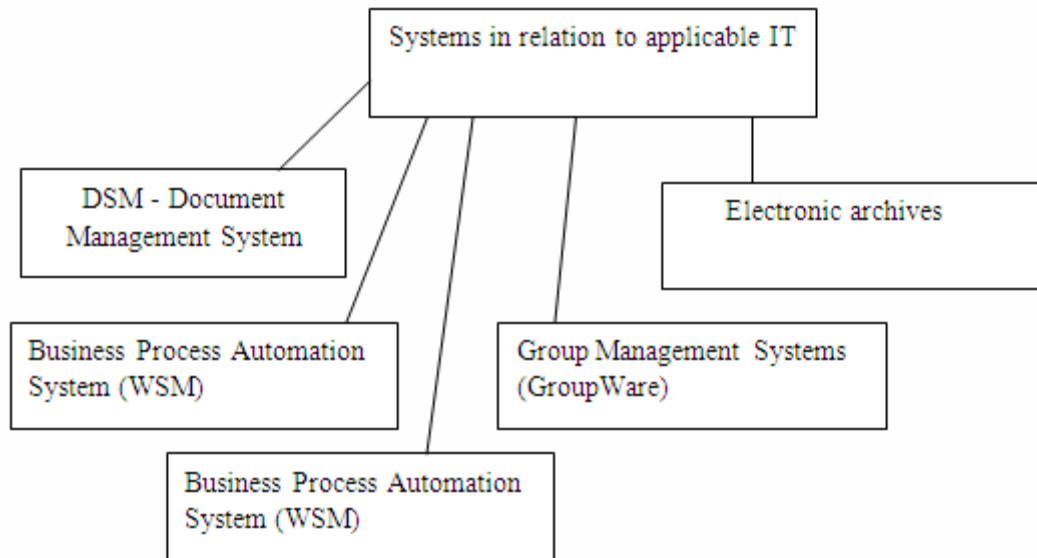 Systems in relation to applicable IT
DSM - Document
Management System
Electronic archives
Business Process Automation
System (WSM)
Group Management Systems
(GroupWare)
Business Process Automation
System (WSM)